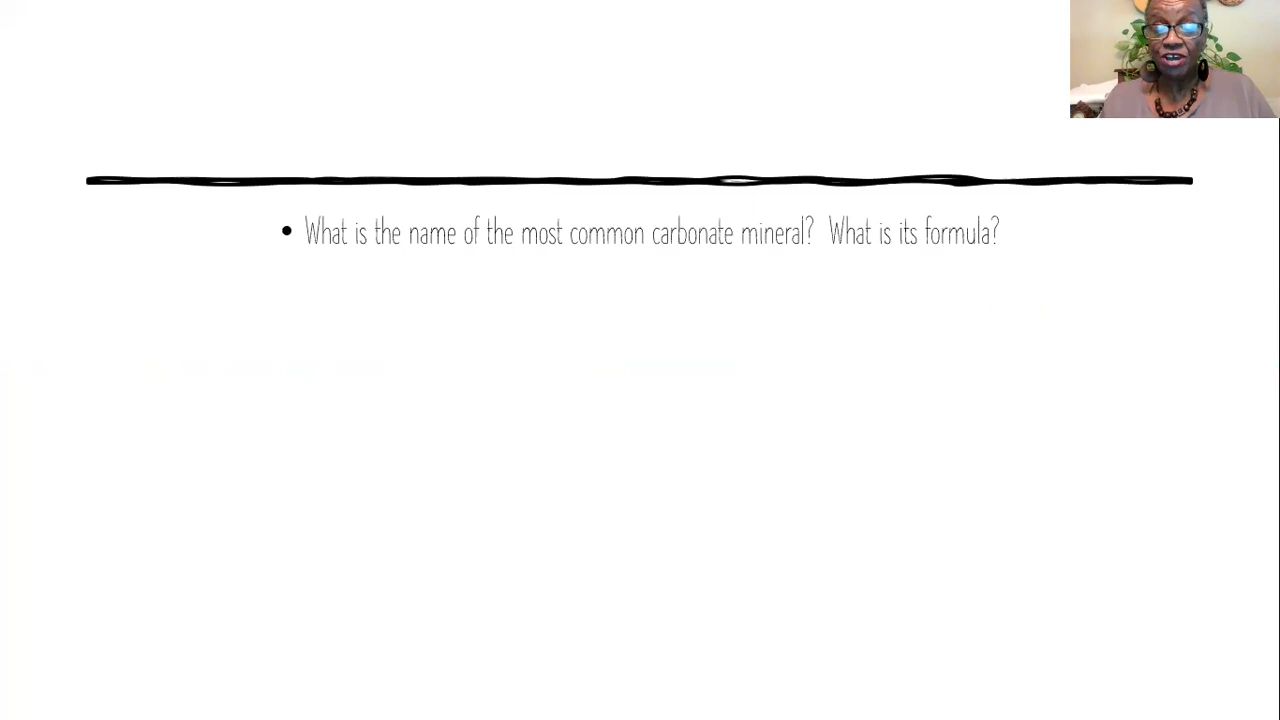 • What is the name of the most common carbonate mineral?  What is its formula?